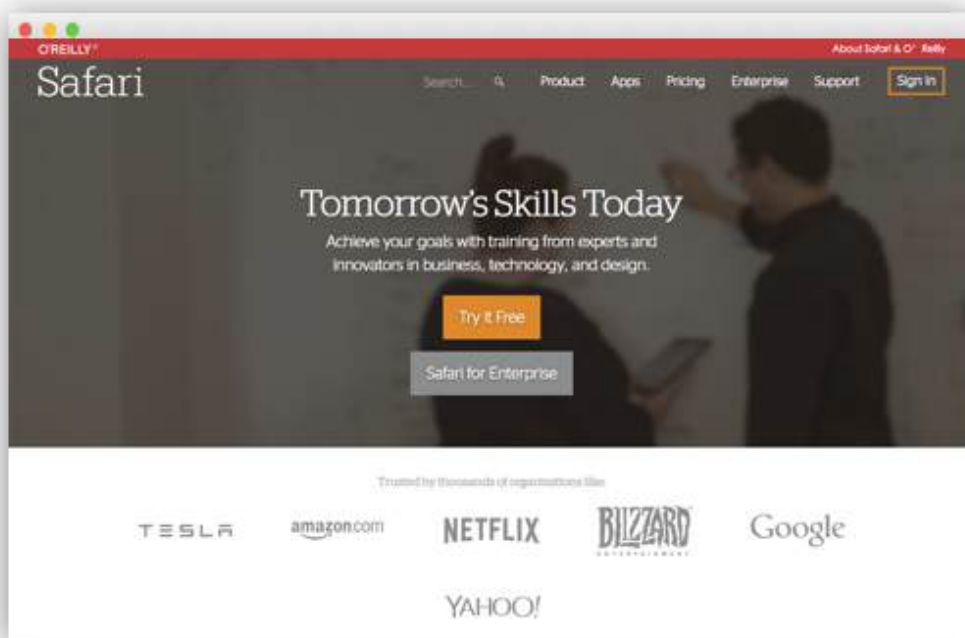 O'REILLY®
About Safari & O' Reilly
Safari
Search...
Product
Apps
Pricing
Enterprise
Support
Sign In
Tomorrow's Skills Today
Achieve your goals with training from experts and
innovators in business, technology, and design.
Try It Free
Safari for Enterprise
Trusted by thousands of organizations like
TESLA
amazon.com
NETFLIX
BLIZZARD
ENTERTAINMENT
Google
YAHOO!